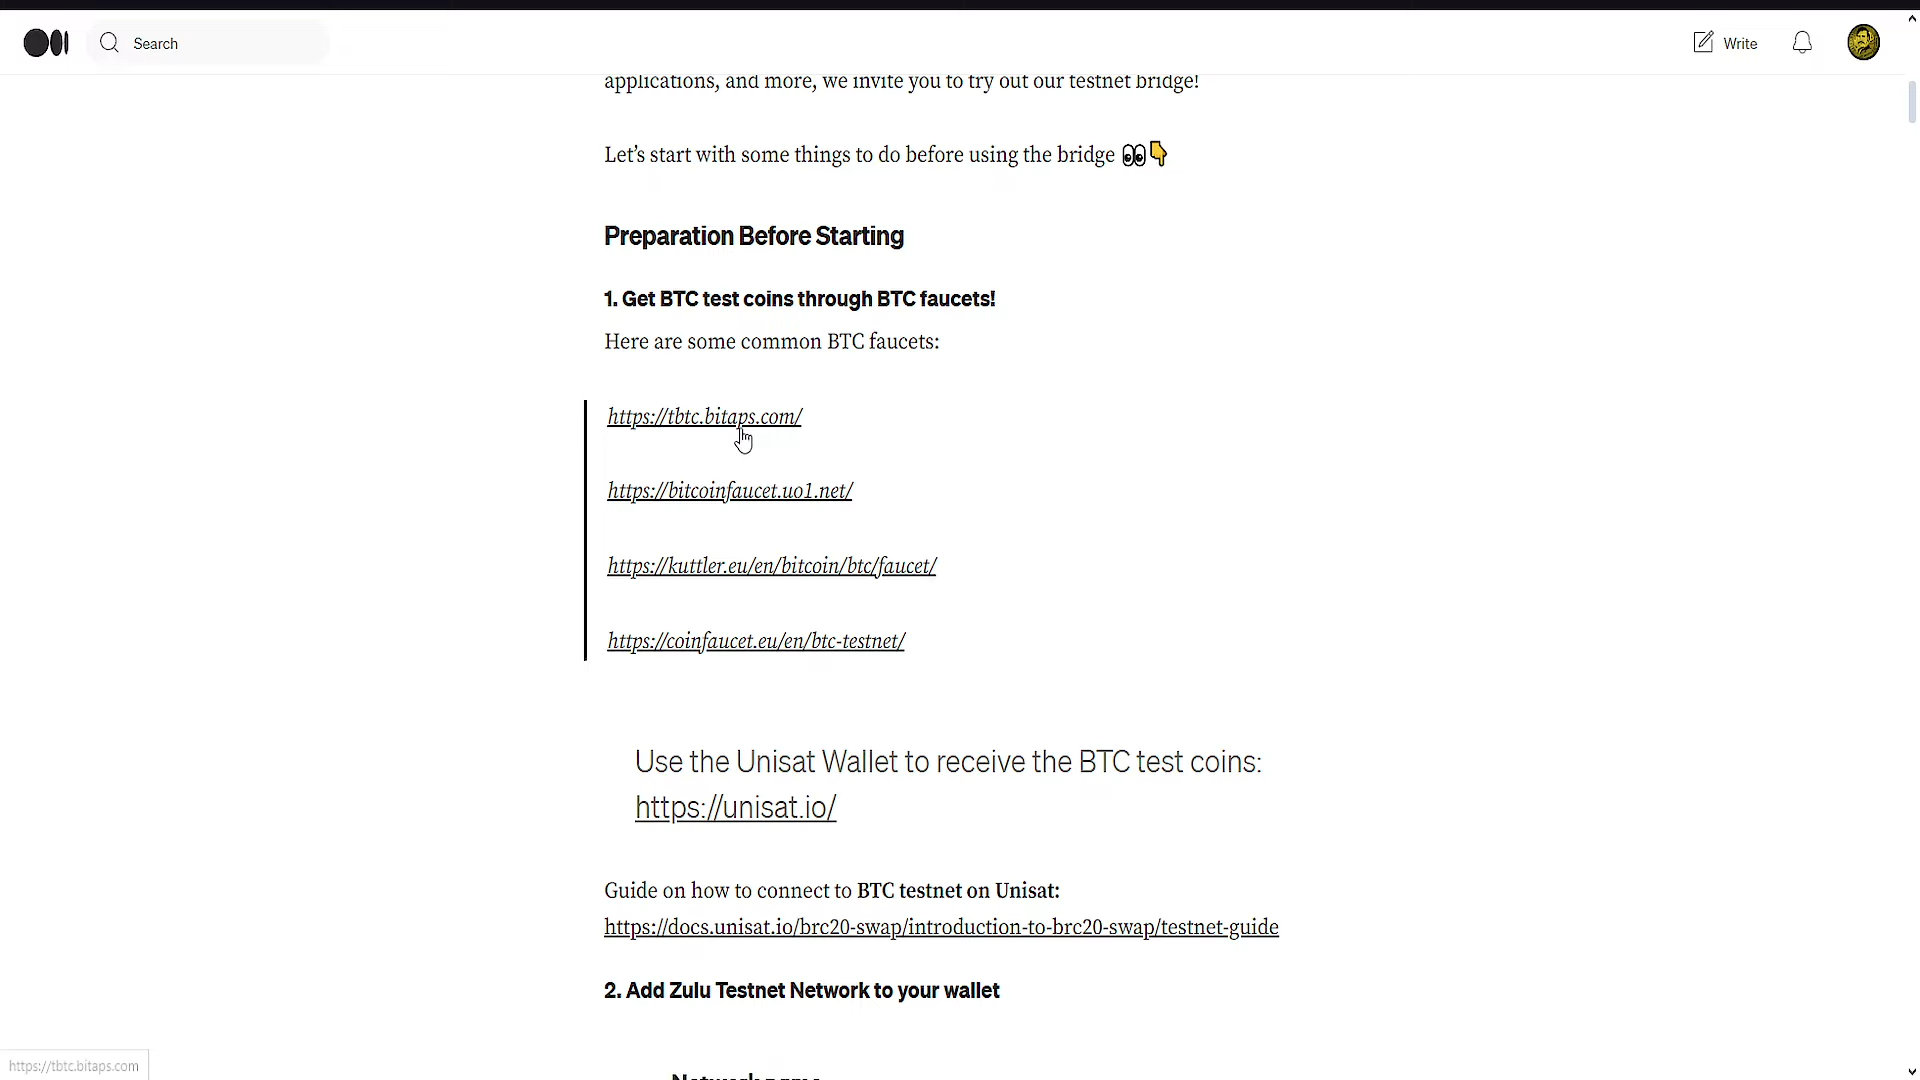 Search
Write
applications, and more, we invite you to try out our testnet bridge!
Let’s start with some things to do before using the bridge 👀👇
Preparation Before Starting
1. Get BTC test coins through BTC faucets!
Here are some common BTC faucets:
https://tbtc.bitaps.com/
https://bitcoinfaucet.uo1.net/
https://kuttler.eu/en/bitcoin/btc/faucet/
https://coinfaucet.eu/en/btc-testnet/
Use the Unisat Wallet to receive the BTC test coins:
https://unisat.io/
Guide on how to connect to BTC testnet on Unisat:
https://docs.unisat.io/brc20-swap/introduction-to-brc20-swap/testnet-guide
2. Add Zulu Testnet Network to your wallet
https://tbtc.bitaps.com
Network name